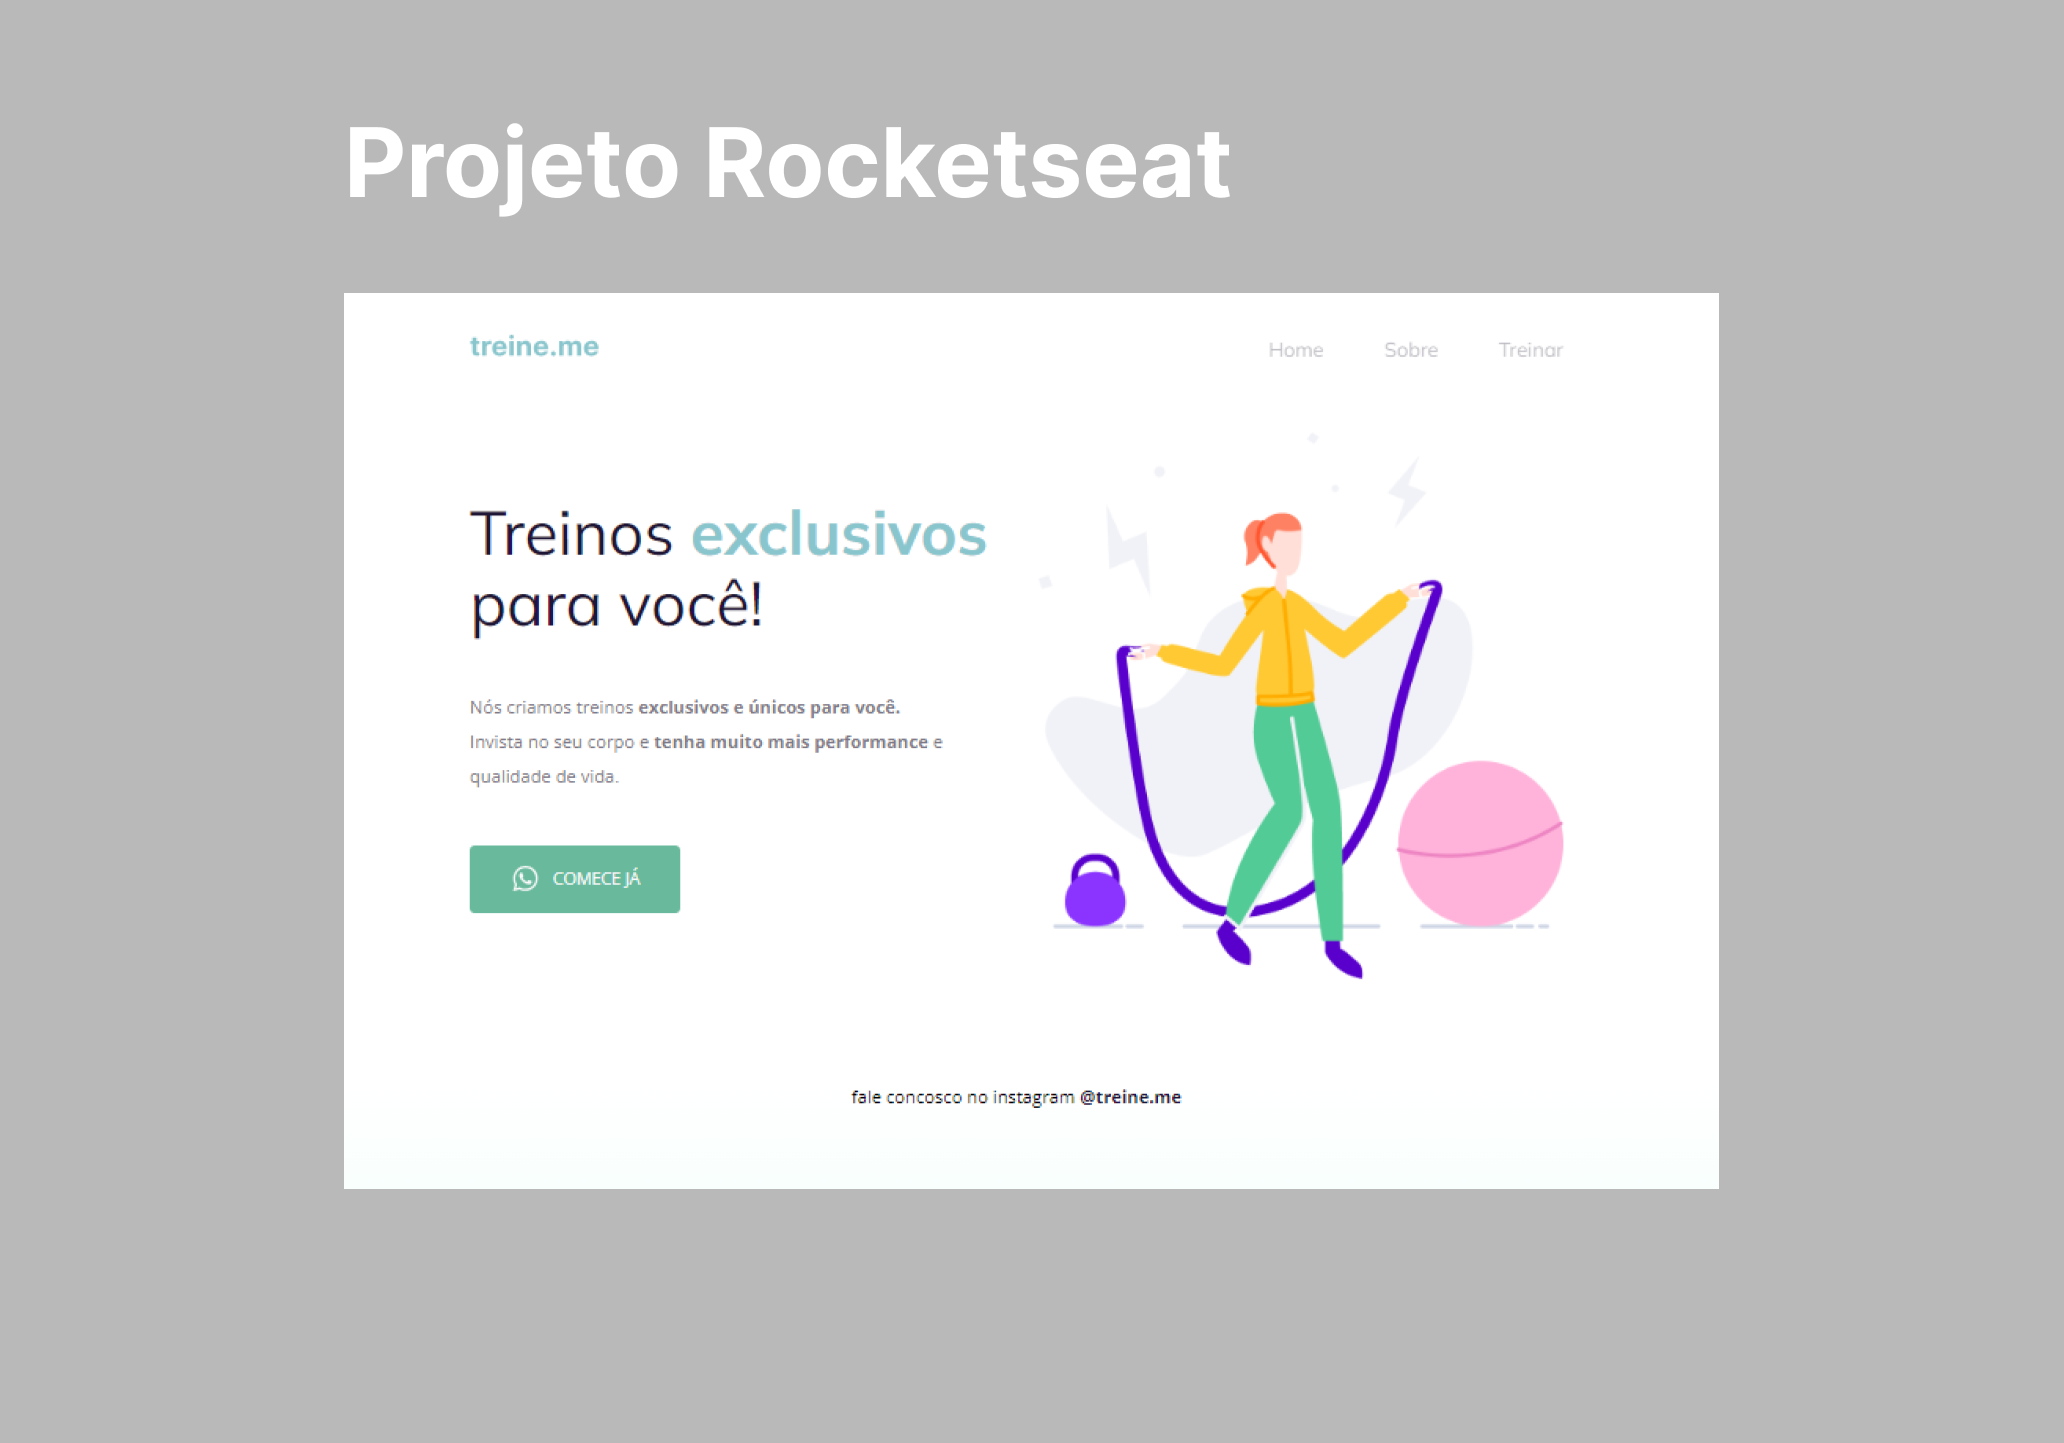 Projeto Rocketseat
treine.me
Home Sobre Treinar
Treinos exclusivos
para você!
Nós criamos treinos exclusivos e únicos para você.
Invista no seu corpo e tenha muito mais performance e
qualidade de vida.
COMECE JÁ
fale concosco no instagram @treine.me